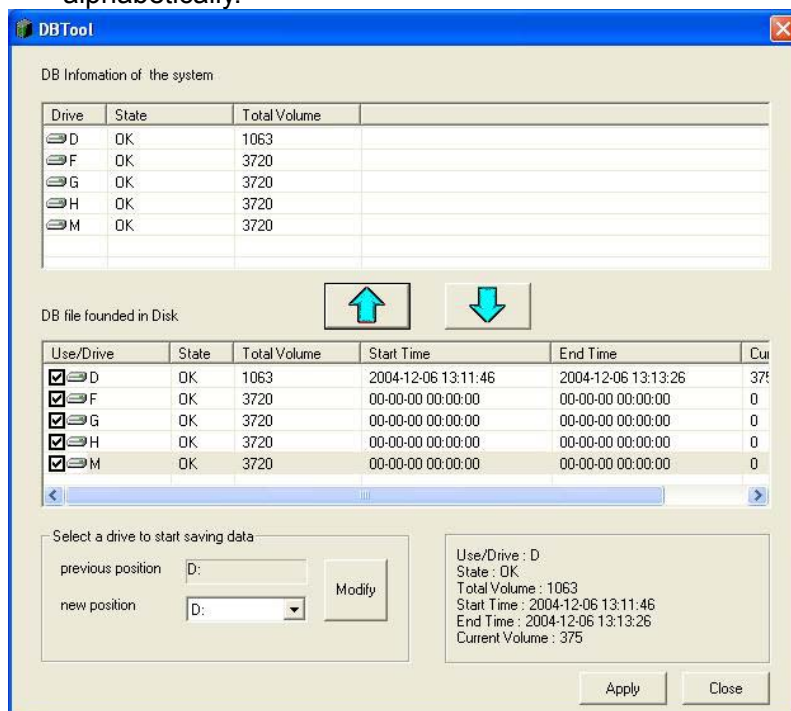 alphabetically.
DBTool
DB Infomation of the system
Drive State Total Volume
D OK 1063
F OK 3720
G OK 3720
H OK 3720
M OK 3720
DB file founded in Disk
Use/Drive State Total Volume Start Time End Time Cur
D OK 1063 2004-12-06 13:11:46 2004-12-06 13:13:26 375
F OK 3720 00-00-00 00:00:00 00-00-00 00:00:00 0
G OK 3720 00-00-00 00:00:00 00-00-00 00:00:00 0
H OK 3720 00-00-00 00:00:00 00-00-00 00:00:00 0
M OK 3720 00-00-00 00:00:00 00-00-00 00:00:00 0
Select a drive to start saving data
previous position D:
new position D:
Modify
Use/Drive : D
State : OK
Total Volume : 1063
Start Time : 2004-12-06 13:11:46
End Time : 2004-12-06 13:13:26
Current Volume : 375
Apply Close